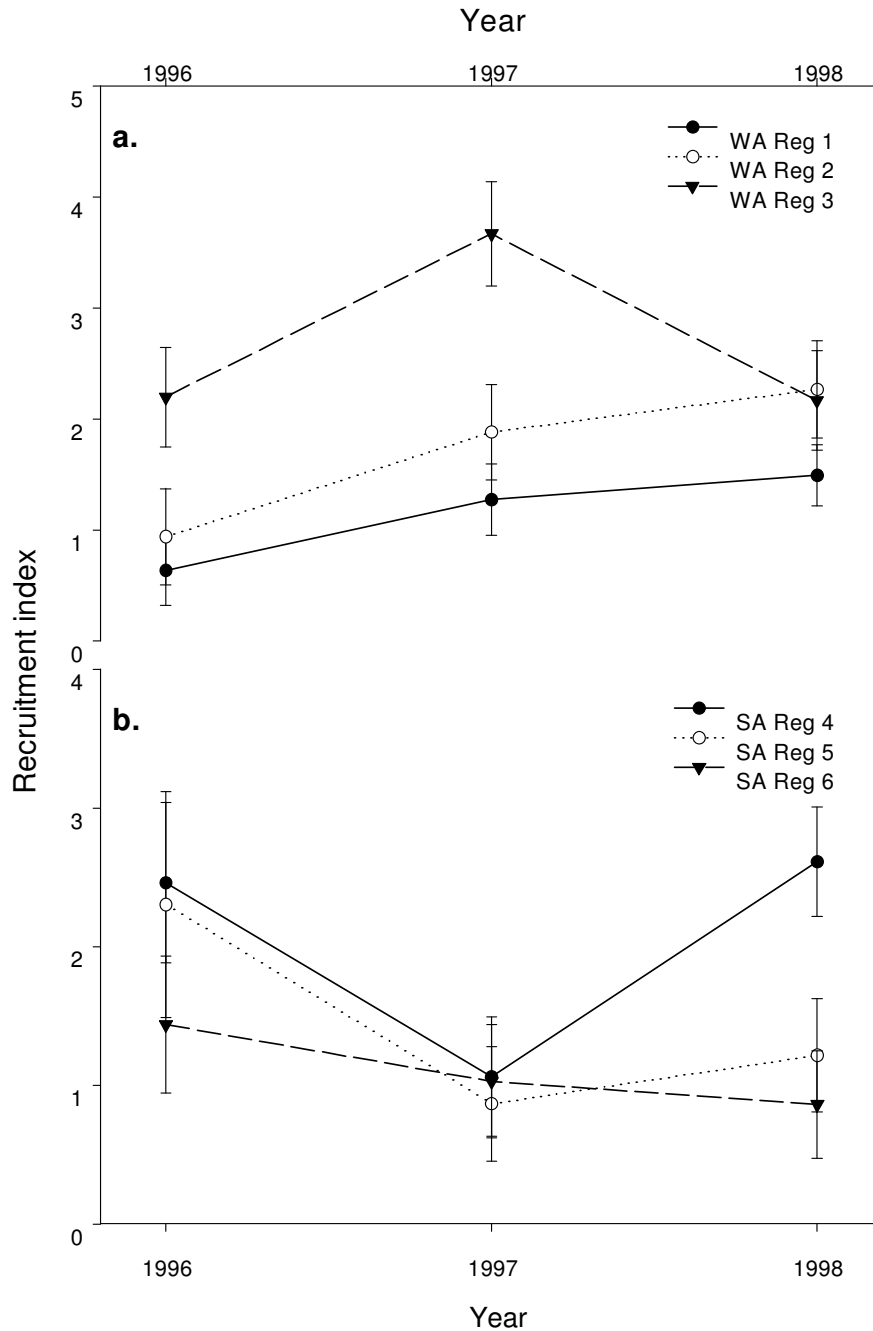 Year
1996 1997 1998
5
a.
WA Reg 1
WA Reg 2
WA Reg 3
4
3
2
1
0
Recruitment index
4
b.
SA Reg 4
SA Reg 5
SA Reg 6
3
2
1
0
1996 1997 1998
Year